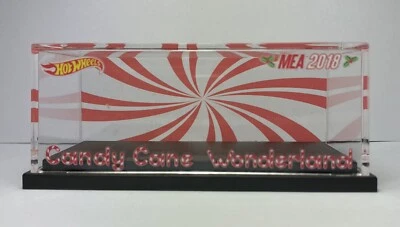 HOT WHEELS
MEA 2018
Candy Cane Wonderland